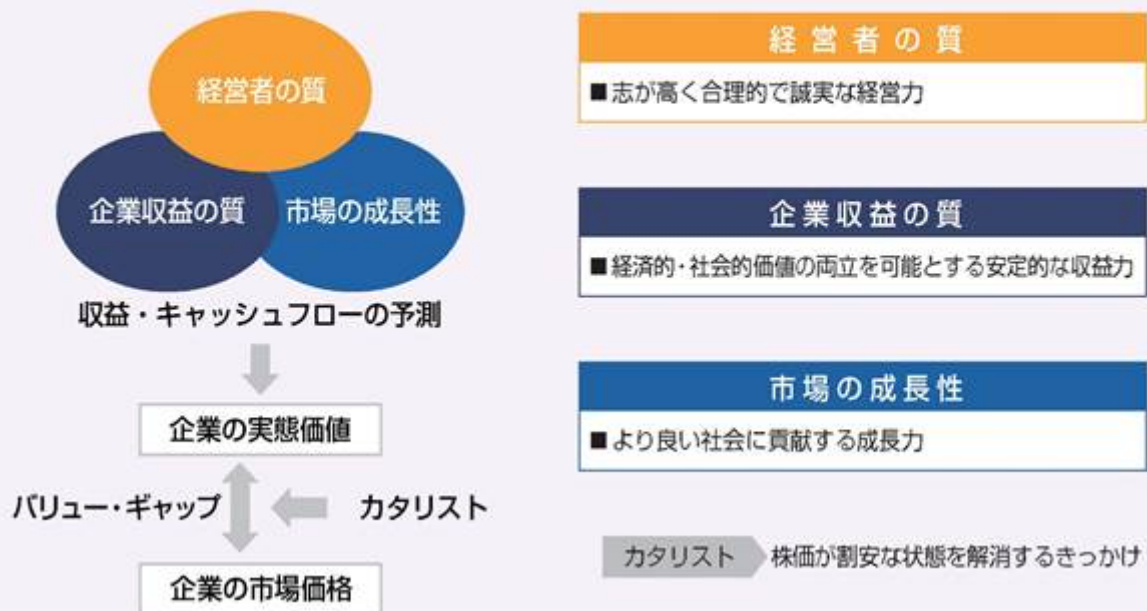 経営者の質
企業収益の質
市場の成長性
収益・キャッシュフローの予測
企業の実態価値
バリュー・ギャップ
カタリスト
企業の市場価格
経営者の質
■志が高く合理的で誠実な経営力
企業収益の質
■経済的・社会的価値の両立を可能とする安定的な収益力
市場の成長性
■より良い社会に貢献する成長力
カタリスト 株価が割安な状態を解消するきっかけ